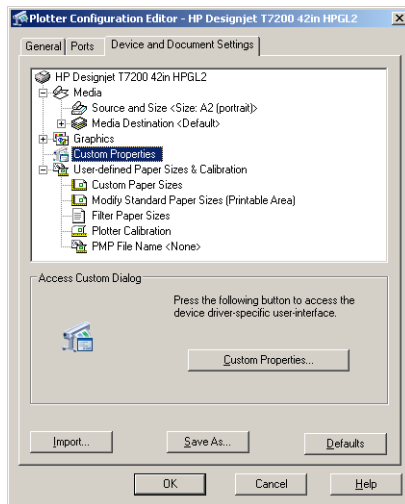 Plotter Configuration Editor - HP Designjet T7200 42in HPGL2
General
Ports
Device and Document Settings
HP Designjet T7200 42in HPGL2
Media
Source and Size <Size: A2 (portrait)>
Media Destination <Default>
Graphics
Custom Properties
User-defined Paper Sizes & Calibration
Custom Paper Sizes
Modify Standard Paper Sizes (Printable Area)
Filter Paper Sizes
Plotter Calibration
PMP File Name <None>
Access Custom Dialog
Press the following button to access the
device driver-specific user-interface.
Custom Properties...
Import...
Save As...
Defaults
OK
Cancel
Help